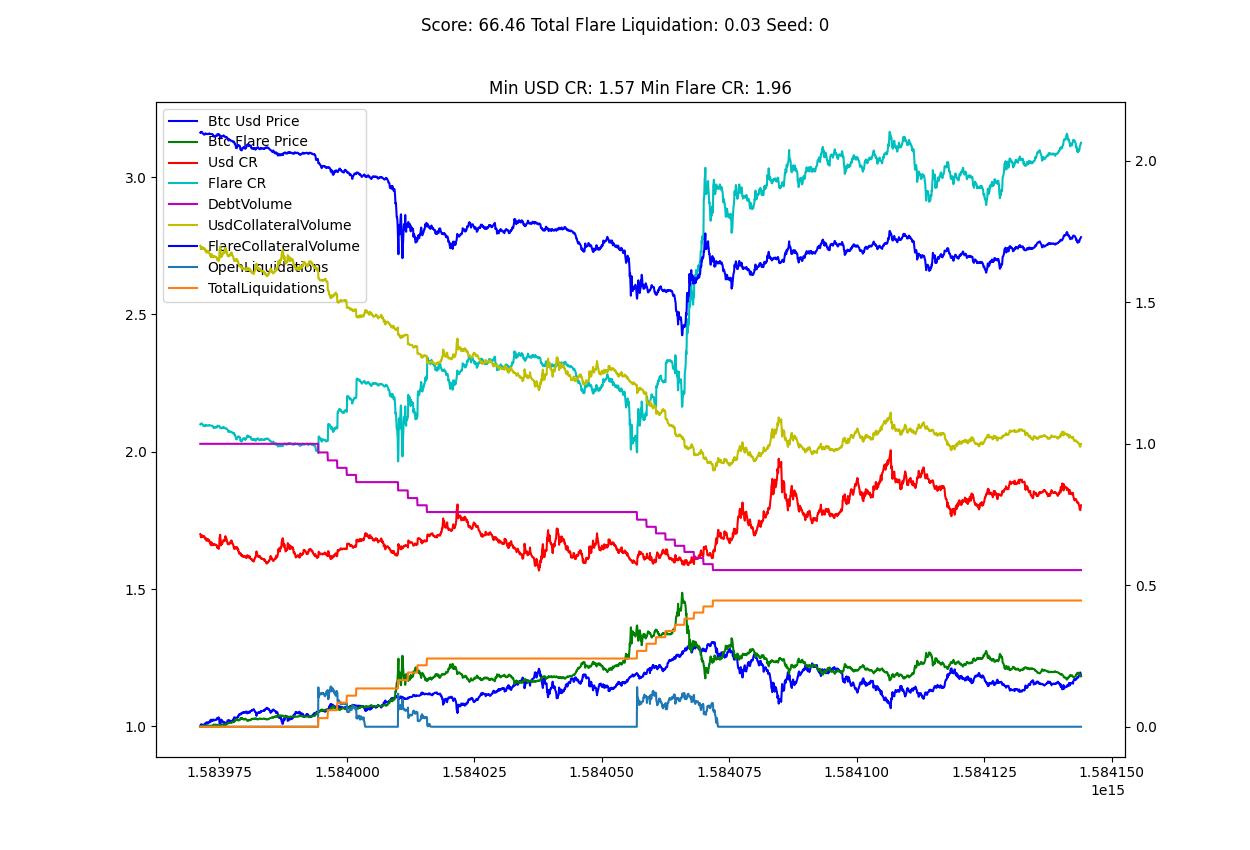 Score: 66.46 Total Flare Liquidation: 0.03 Seed: 0
Min USD CR: 1.57 Min Flare CR: 1.96
Btc Usd Price
Btc Flare Price
Usd CR
Flare CR
DebtVolume
UsdCollateralVolume
FlareCollateralVolume
OpenLiquidations
TotalLiquidations
3.0
2.5
2.0
1.5
1.0
2.0
1.5
1.0
0.5
0.0
1.583975 1.584000 1.584025 1.584050 1.584075 1.584100 1.584125 1.584150
1e15